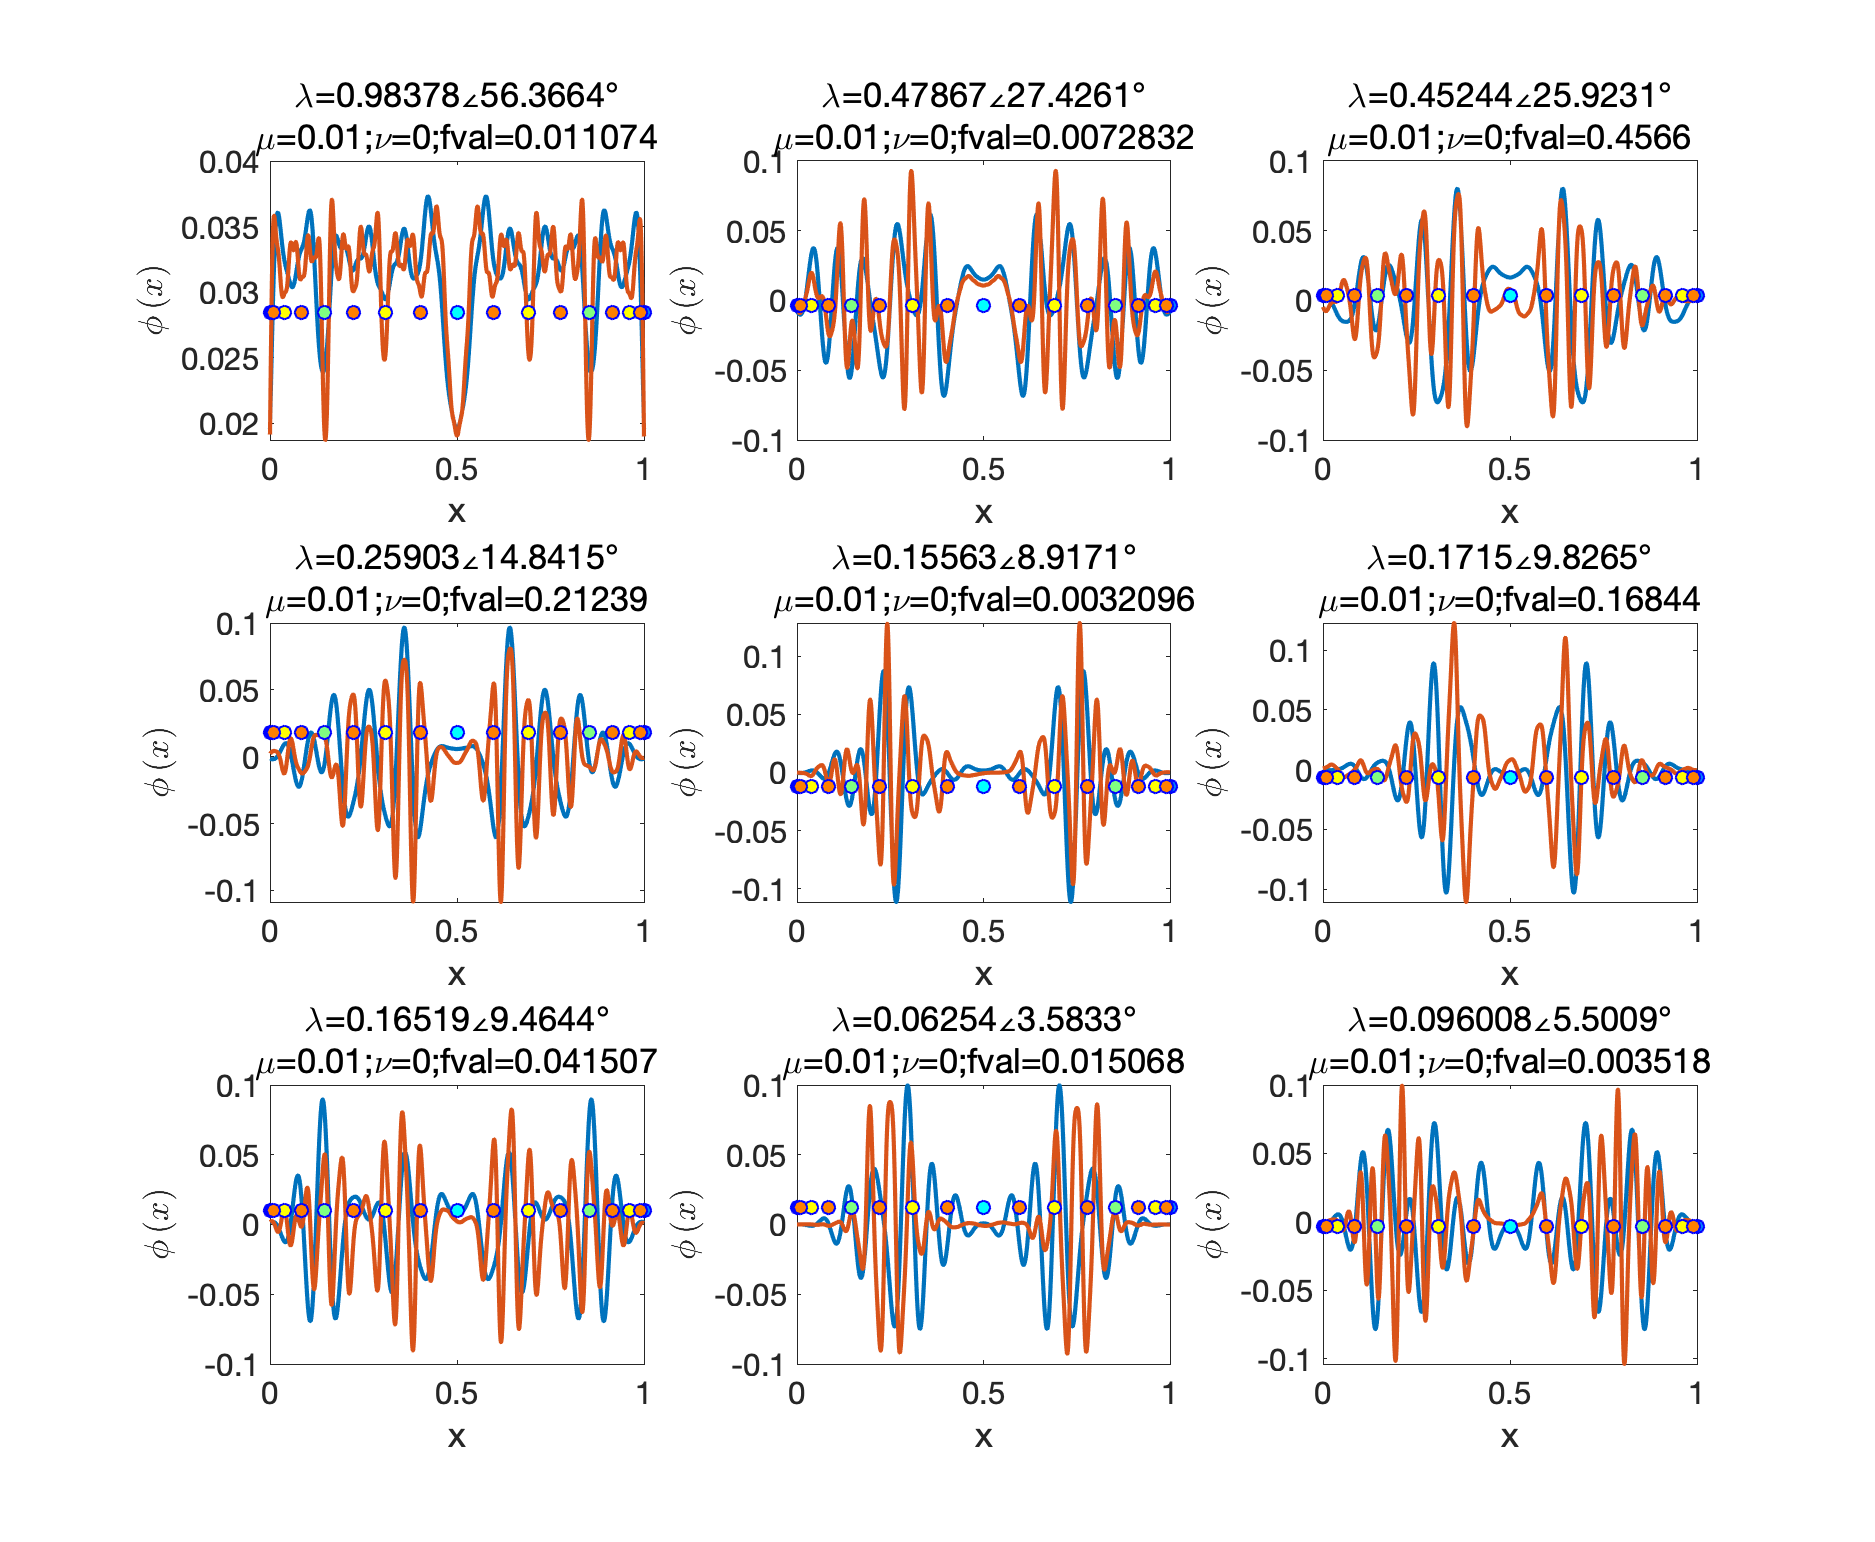 λ=0.98378∠56.3664°
μ=0.01;ν=0;fval=0.011074
0.04
0.035
0.03
0.025
0.02
ϕ (x)
0 0.5 1
x
λ=0.47867∠27.4261°
μ=0.01;ν=0;fval=0.0072832
0.1
0.05
0
-0.05
-0.1
ϕ (x)
0 0.5 1
x
λ=0.45244∠25.9231°
μ=0.01;ν=0;fval=0.4566
0.1
0.05
0
-0.05
-0.1
ϕ (x)
0 0.5 1
x
λ=0.25903∠14.8415°
μ=0.01;ν=0;fval=0.21239
0.1
0.05
0
-0.05
-0.1
ϕ (x)
0 0.5 1
x
λ=0.15563∠8.9171°
μ=0.01;ν=0;fval=0.0032096
0.1
0.05
0
-0.05
-0.1
ϕ (x)
0 0.5 1
x
λ=0.1715∠9.8265°
μ=0.01;ν=0;fval=0.16844
0.1
0.05
0
-0.05
-0.1
ϕ (x)
0 0.5 1
x
λ=0.16519∠9.4644°
μ=0.01;ν=0;fval=0.041507
0.1
0.05
0
-0.05
-0.1
ϕ (x)
0 0.5 1
x
λ=0.06254∠3.5833°
μ=0.01;ν=0;fval=0.015068
0.1
0.05
0
-0.05
-0.1
ϕ (x)
0 0.5 1
x
λ=0.096008∠5.5009°
μ=0.01;ν=0;fval=0.003518
0.1
0.05
0
-0.05
-0.1
ϕ (x)
0 0.5 1
x